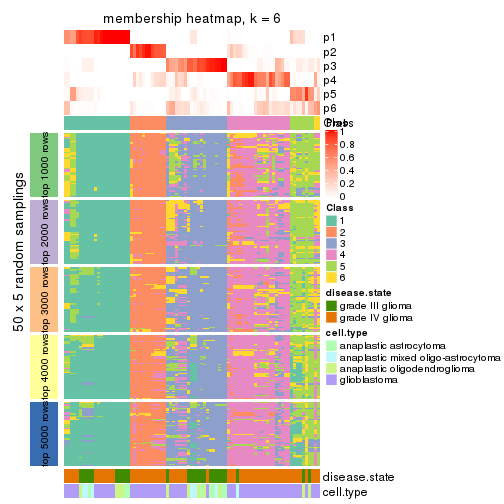 membership heatmap, k = 6
p1
p2
p3
p4
p5
p6
Class
Prob
1
0.8
0.6
0.4
0.2
0
Class
1
2
3
4
5
6
disease.state
grade III glioma
grade IV glioma
cell.type
anaplastic astrocytoma
anaplastic mixed oligo-astrocytoma
anaplastic oligodendroglioma
glioblastoma
50 x 5 random samplings
top 1000 rows
top 2000 rows
top 3000 rows
top 4000 rows
top 5000 rows
disease.state
cell.type